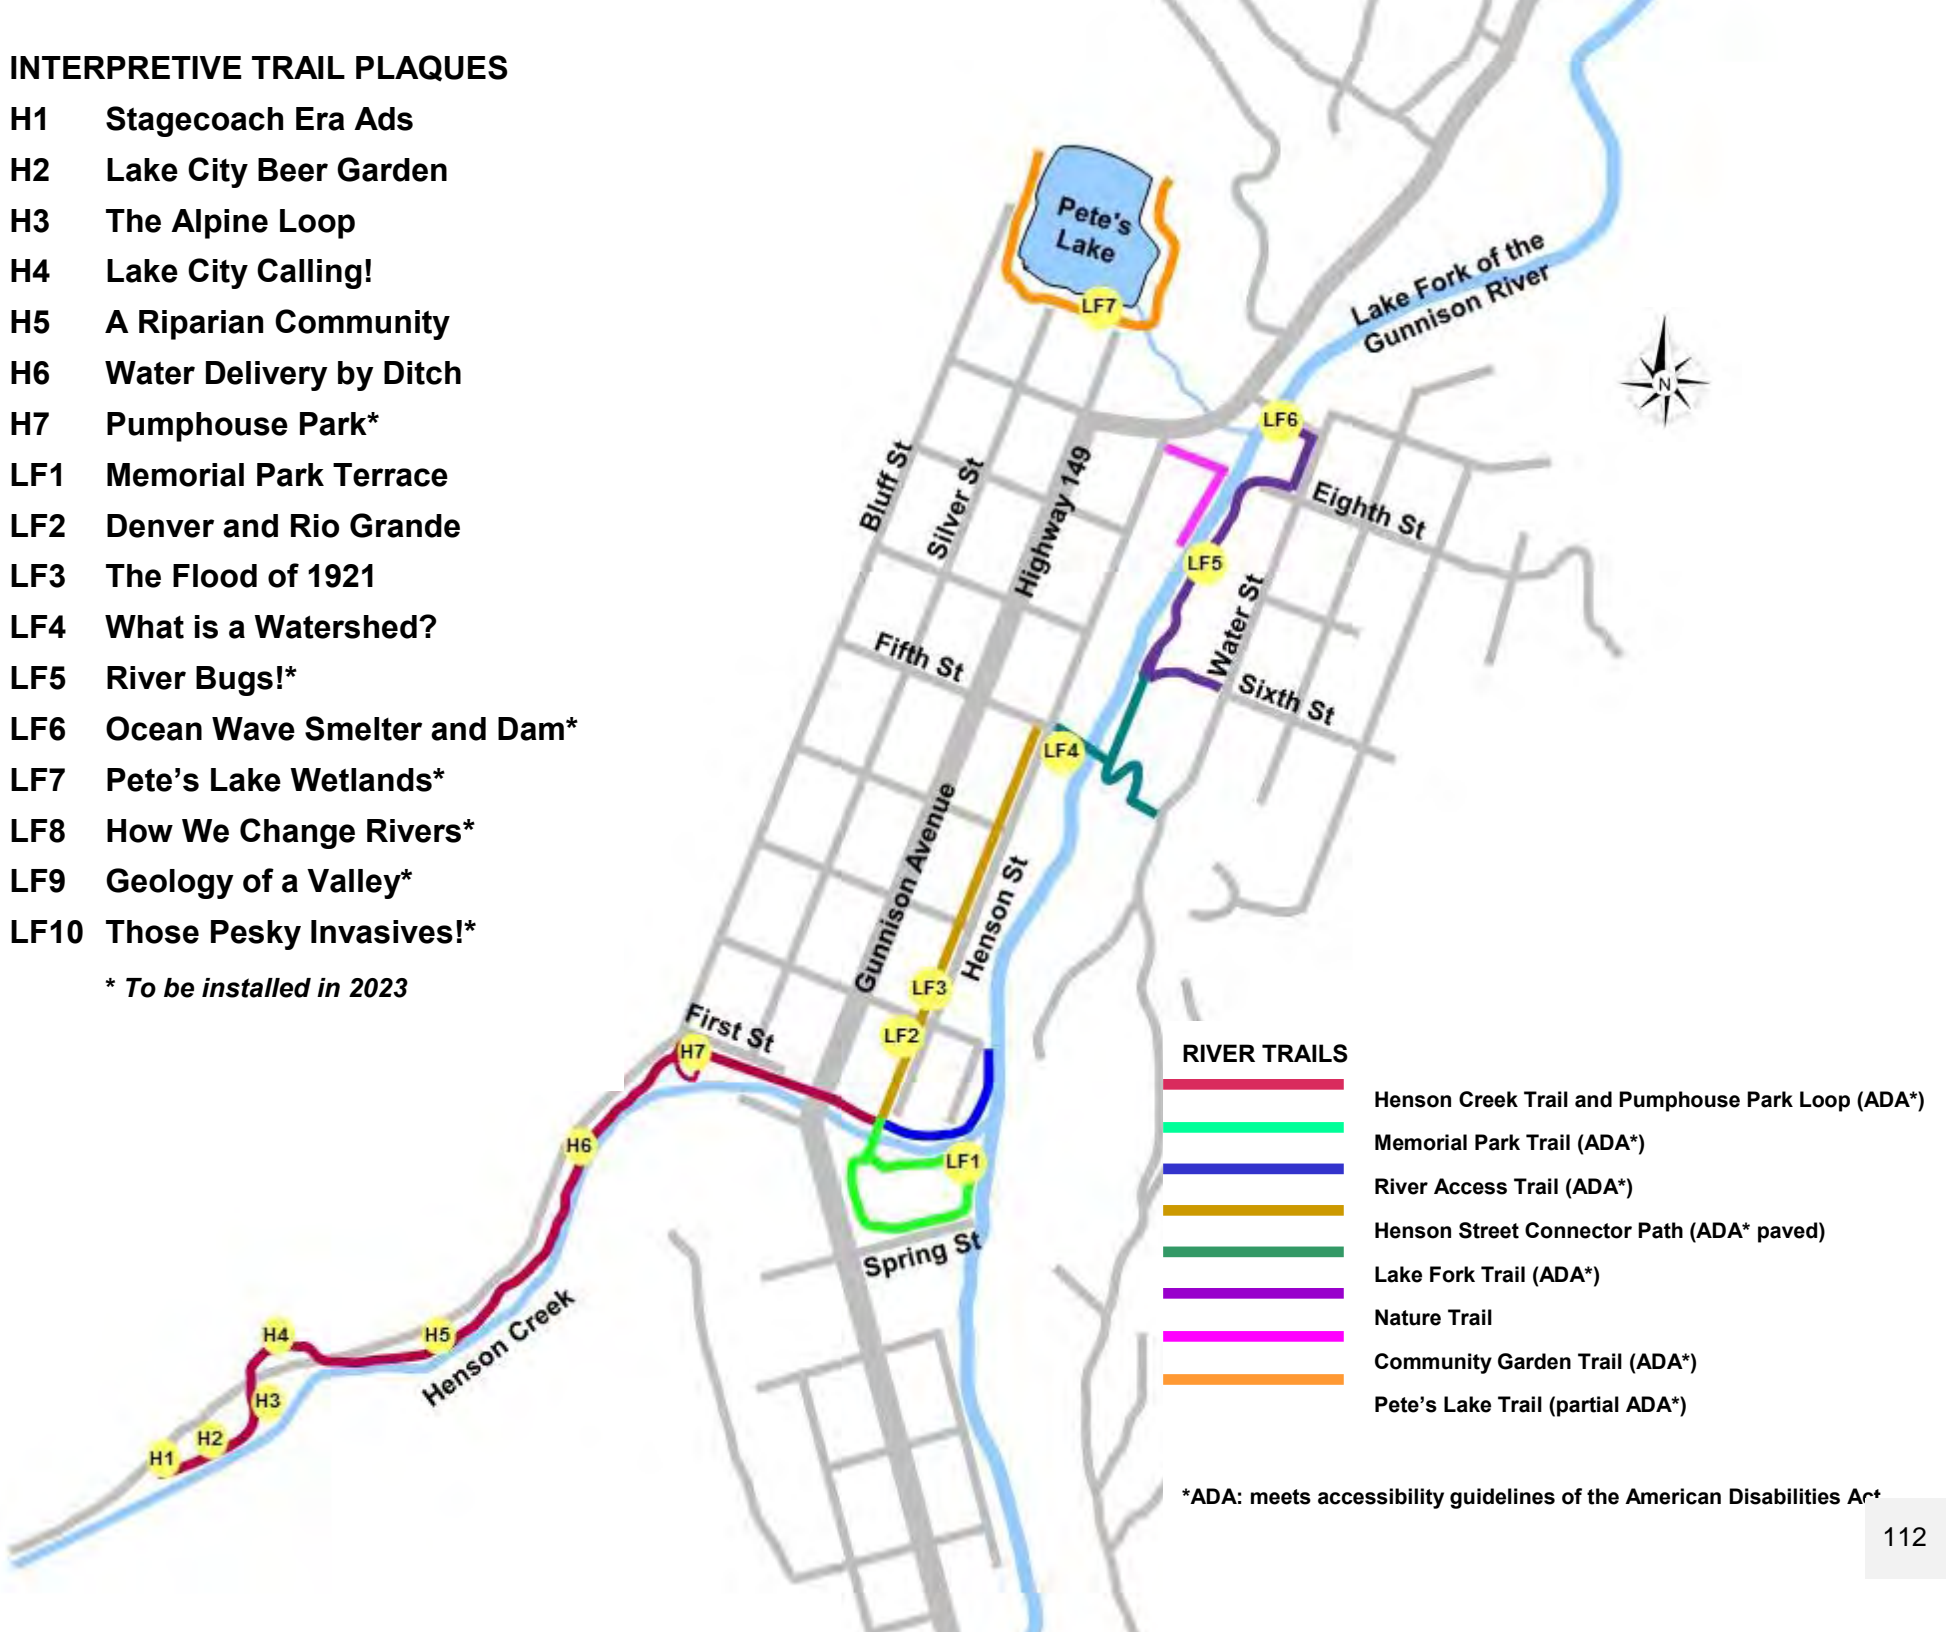 INTERPRETIVE TRAIL PLAQUES
H1 Stagecoach Era Ads
H2 Lake City Beer Garden
H3 The Alpine Loop
H4 Lake City Calling!
H5 A Riparian Community
H6 Water Delivery by Ditch
H7 Pumphouse Park*
LF1 Memorial Park Terrace
LF2 Denver and Rio Grande
LF3 The Flood of 1921
LF4 What is a Watershed?
LF5 River Bugs!*
LF6 Ocean Wave Smelter and Dam*
LF7 Pete’s Lake Wetlands*
LF8 How We Change Rivers*
LF9 Geology of a Valley*
LF10 Those Pesky Invasives!*
* To be installed in 2023
Pete's
Lake
LF7
Lake Fork of the
Gunnison River
N
LF6
Bluff St
Silver St
Highway 149
Eighth St
LF5
Water St
Fifth St
Sixth St
LF4
Gunnison Avenue
Henson St
LF3
LF2
First St
H7
H6
LF1
Spring St
H5
H4
Henson Creek
H3
H2
H1
RIVER TRAILS
Henson Creek Trail and Pumphouse Park Loop (ADA*)
Memorial Park Trail (ADA*)
River Access Trail (ADA*)
Henson Street Connector Path (ADA* paved)
Lake Fork Trail (ADA*)
Nature Trail
Community Garden Trail (ADA*)
Pete’s Lake Trail (partial ADA*)
*ADA: meets accessibility guidelines of the American Disabilities Act
112